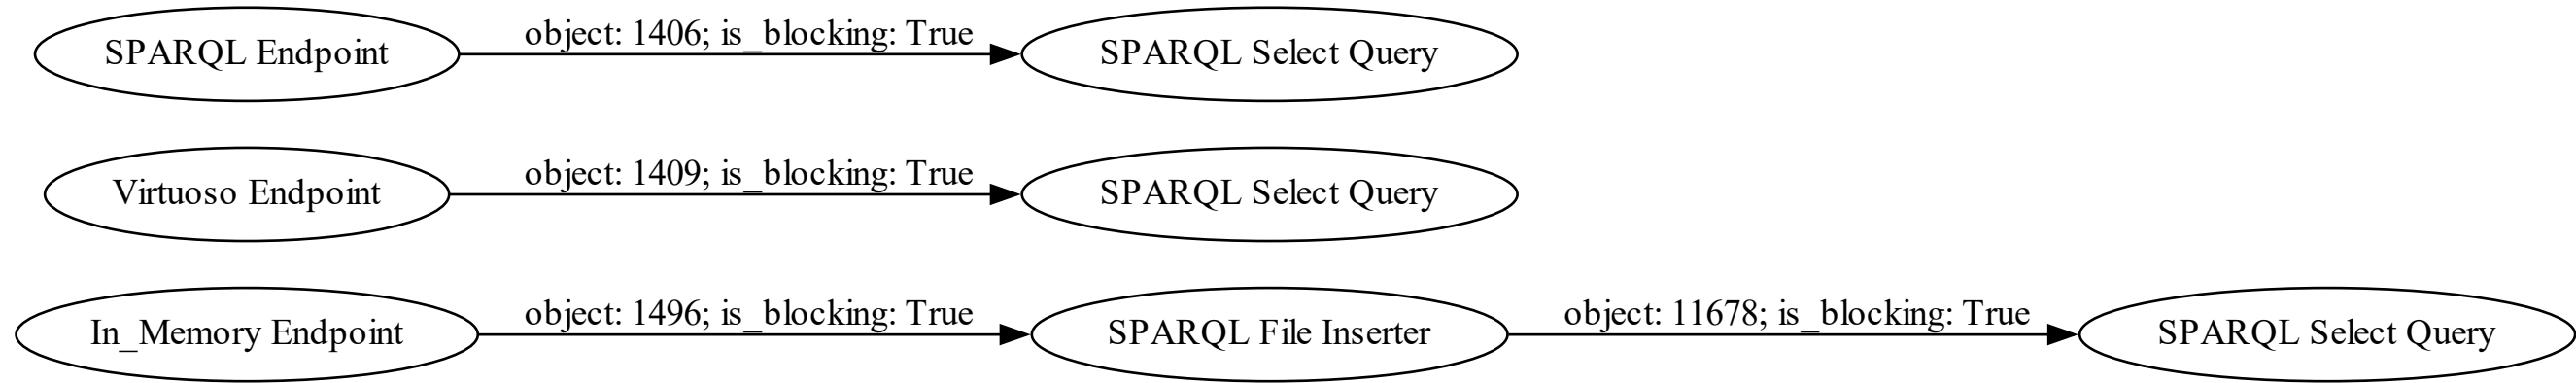 SPARQL Endpoint object: 1406; is_blocking: True SPARQL Select Query
Virtuoso Endpoint object: 1409; is_blocking: True SPARQL Select Query
In_Memory Endpoint object: 1496; is_blocking: True SPARQL File Inserter object: 11678; is_blocking: True SPARQL Select Query